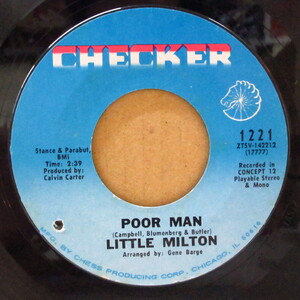 CHECKER
Stance & Parabut,
BMI
Time: 2:39
Produced by:
Calvin Carter
1221
ZTSV-142212
(17777)
Recorded in
CONCEPT 12
Playable Stereo
& Mono
POOR MAN
(Campbell, Blumenberg & Butler)
LITTLE MILTON
Arranged by: Gene Barge
MFG. BY CHESS PRODUCING CORP. CHICAGO, ILL. 60616